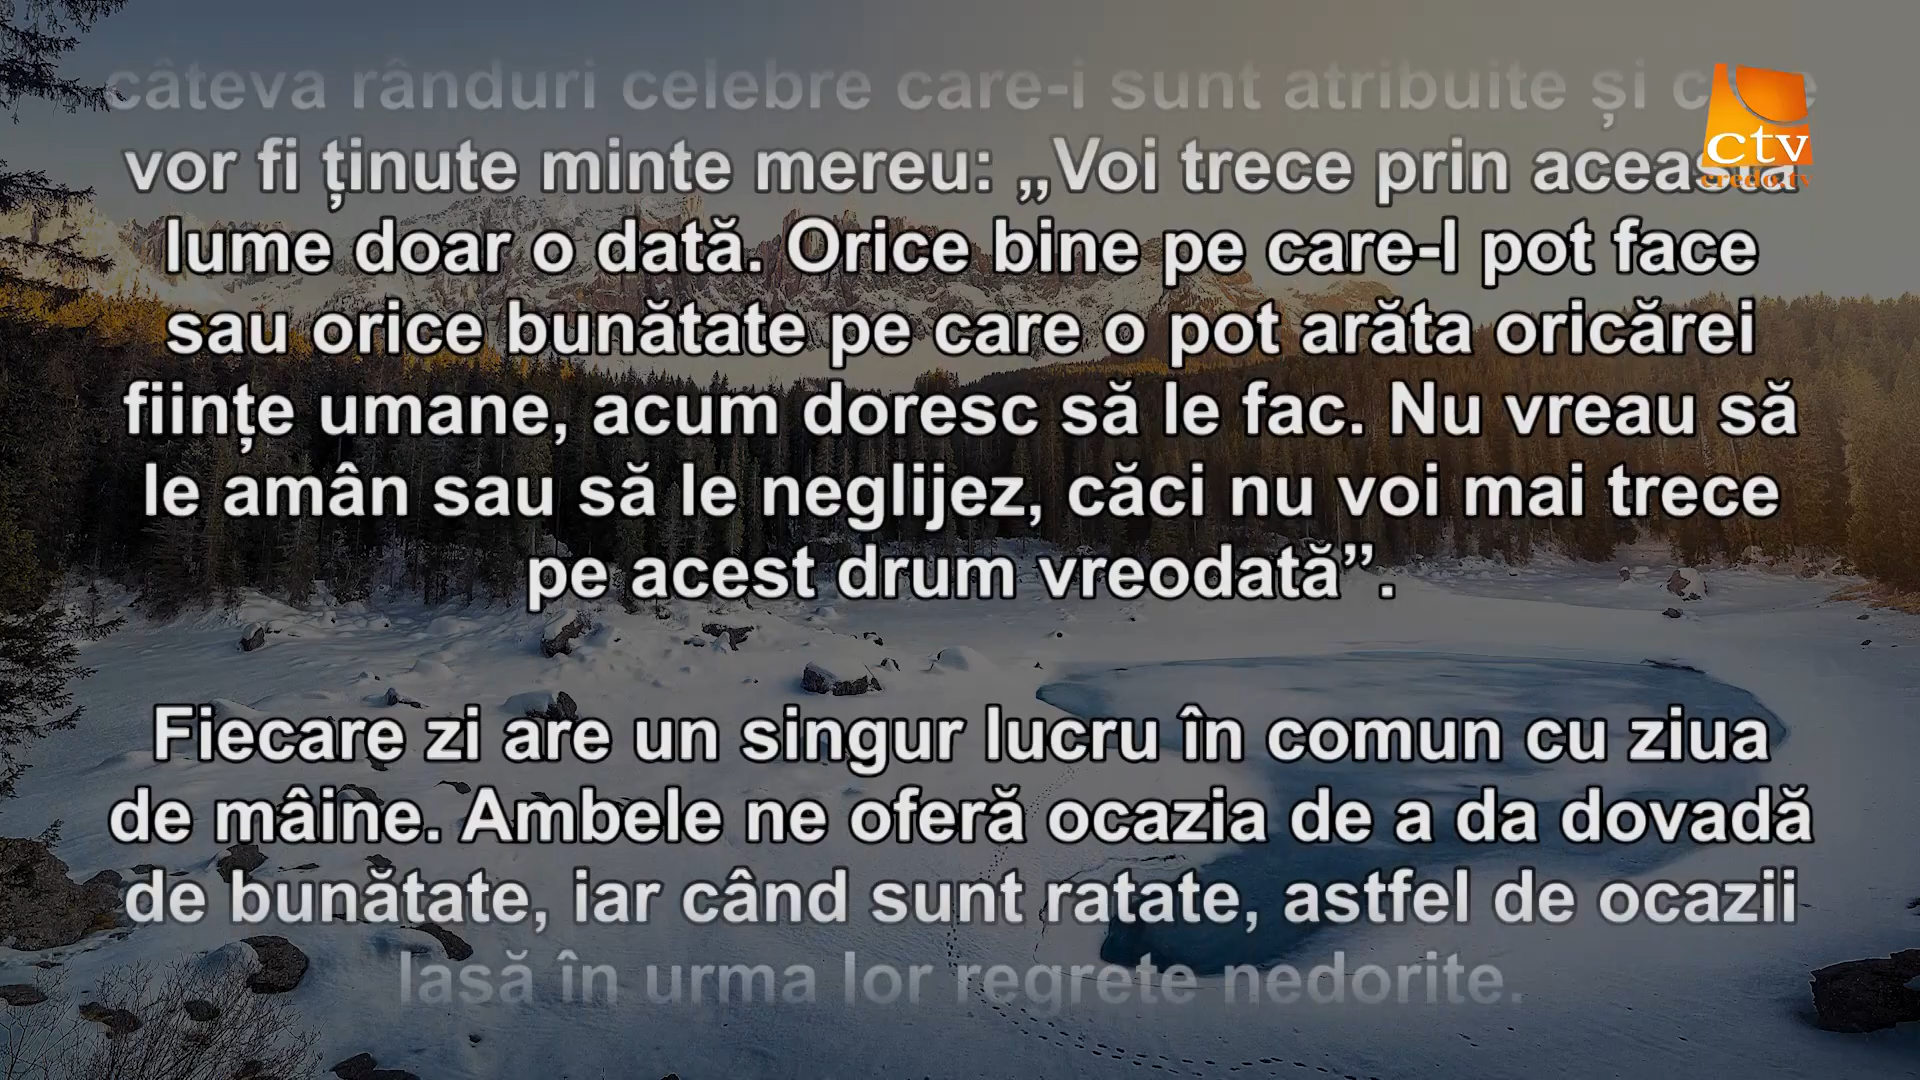 câteva rânduri celebre care-i sunt atribuite și care
vor fi ținute minte mereu: „Voi trece prin această
lume doar o dată. Orice bine pe care-l pot face
sau orice bunătate pe care o pot arăta oricărei
ființe umane, acum doresc să le fac. Nu vreau să
le amân sau să le neglijez, căci nu voi mai trece
pe acest drum vreodată”.
Fiecare zi are un singur lucru în comun cu ziua
de mâine. Ambele ne oferă ocazia de a da dovadă
de bunătate, iar când sunt ratate, astfel de ocazii
lasă în urma lor regrete nedorite.
ctv
credo.tv